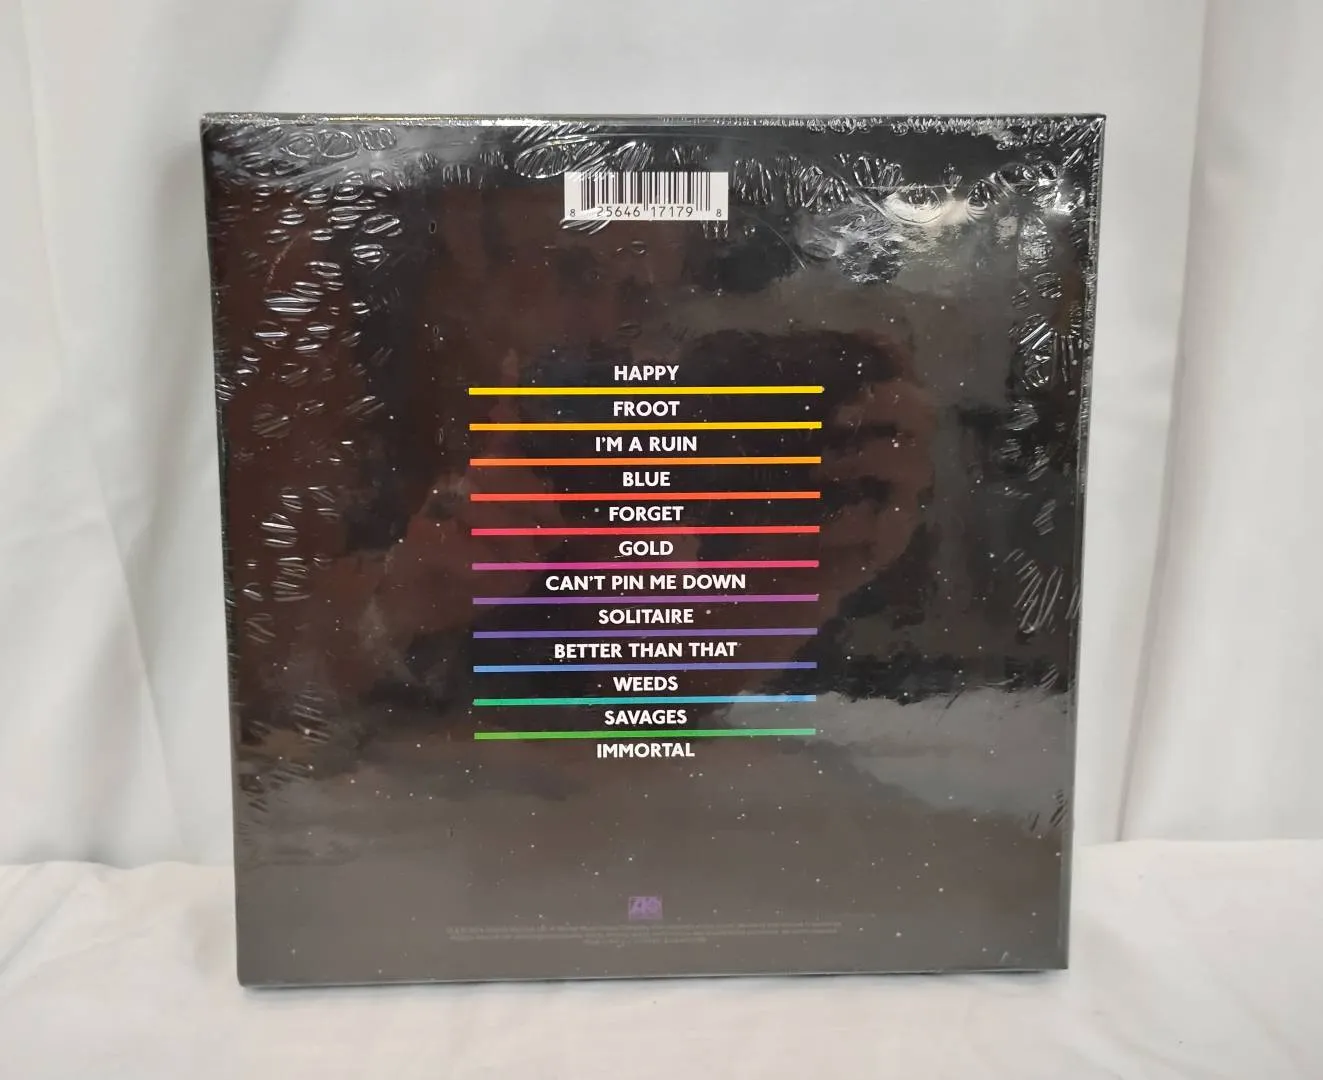 8 25646 17179 8
HAPPY
FROOT
I'M A RUIN
BLUE
FORGET
GOLD
CAN'T PIN ME DOWN
SOLITAIRE
BETTER THAN THAT
WEEDS
SAVAGES
IMMORTAL